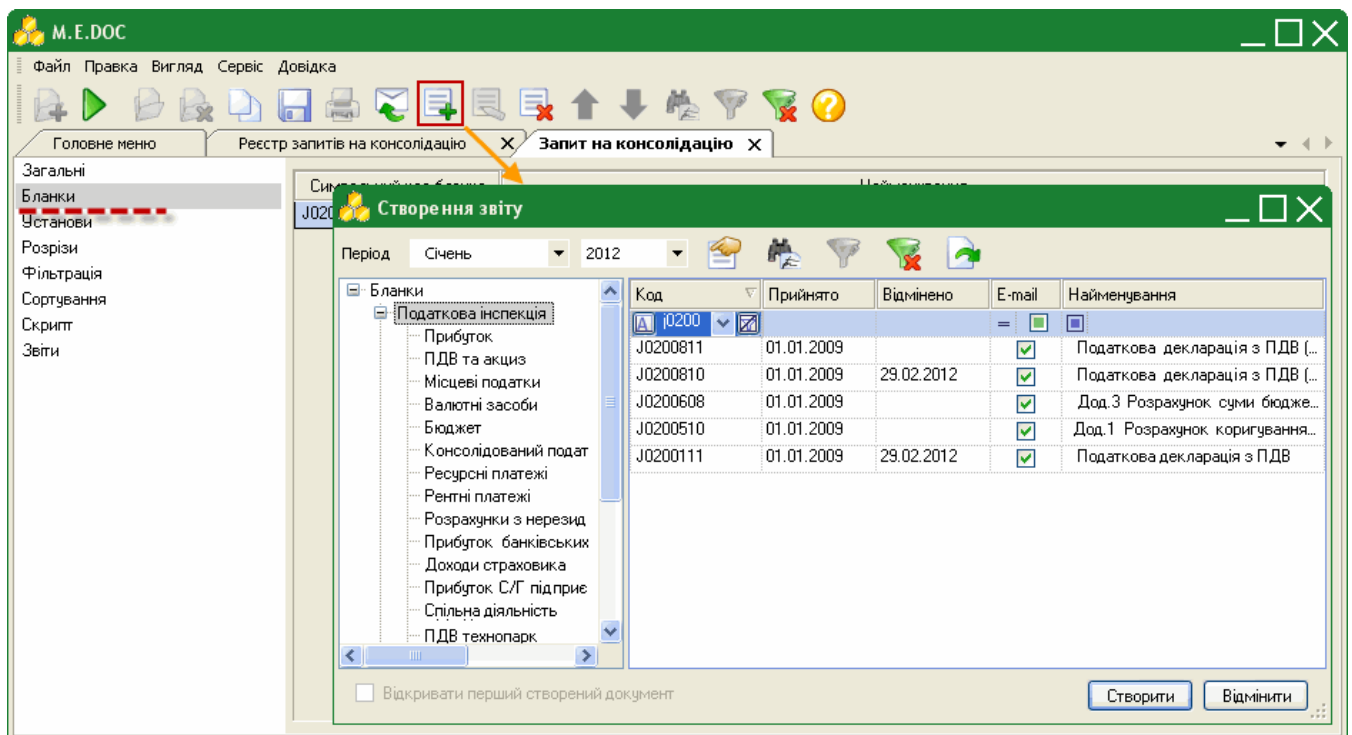 M.E.DOC
Файл Правка Вигляд Сервіс Довідка
Головне меню Реєстр запитів на консолідацію Запит на консолідацію
Загальні
Бланки
Установи
Розрізи
Фільтрація
Сортування
Скрипт
Звіти
J020
Створення звіту
Період Січень 2012
Бланки
Податкова інспекція
Прибуток
ПДВ та акциз
Місцеві податки
Валютні засоби
Бюджет
Консолідований подат
Ресурсні платежі
Рентні платежі
Розрахунки з нерезид
Прибуток банківських
Доходи страховика
Прибуток С/Г підприє
Спільна діяльність
ПДВ технопарк
Код Прийнято Відмінено E-mail Найменування
j0200 =
J0200811 01.01.2009 Податкова декларація з ПДВ (...
J0200810 01.01.2009 29.02.2012 Податкова декларація з ПДВ (...
J0200608 01.01.2009 Дод.3 Розрахунок суми бюдже...
J0200510 01.01.2009 Дод.1 Розрахунок коригування...
J0200111 01.01.2009 29.02.2012 Податкова декларація з ПДВ
Відкривати перший створений документ
Створити Відмінити